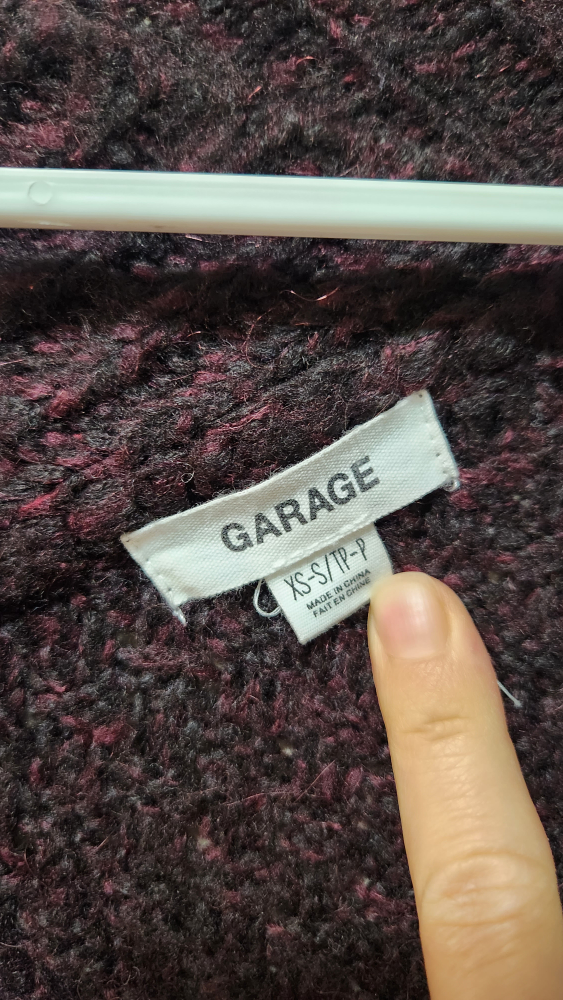 GARAGE
XS-S/TP-P
MADE IN CHINA
FAIT EN CHINE